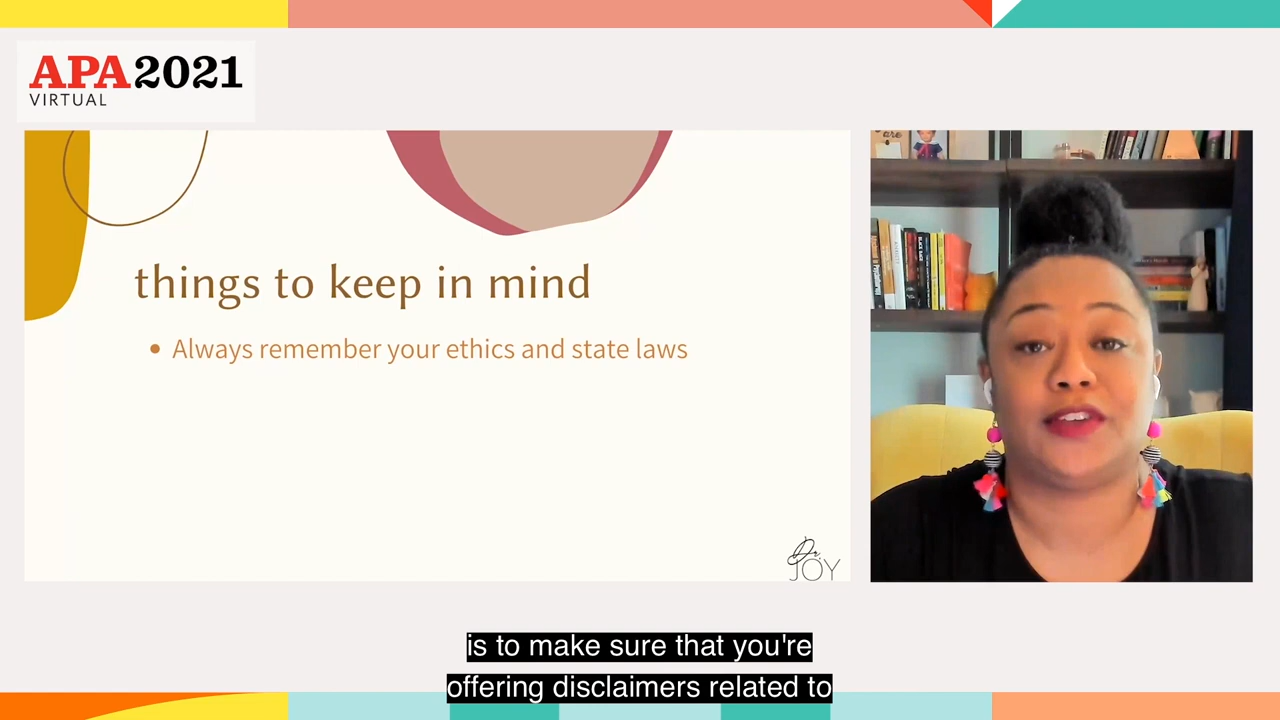 APA2021
VIRTUAL
things to keep in mind
• Always remember your ethics and state laws
Dr.
JOY
is to make sure that you're
offering disclaimers related to